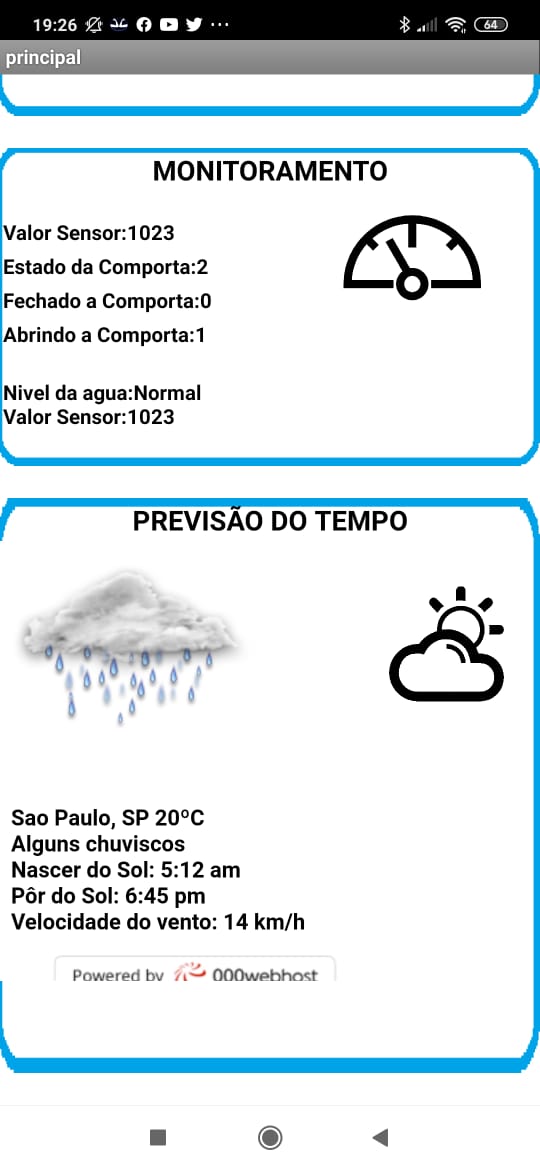 19:26
64
principal
MONITORAMENTO
Valor Sensor:1023
Estado da Comporta:2
Fechado a Comporta:0
Abrindo a Comporta:1
Nivel da agua:Normal
Valor Sensor:1023
PREVISÃO DO TEMPO
Sao Paulo, SP 20ºC
Alguns chuviscos
Nascer do Sol: 5:12 am
Pôr do Sol: 6:45 pm
Velocidade do vento: 14 km/h
Powered by 000webhost